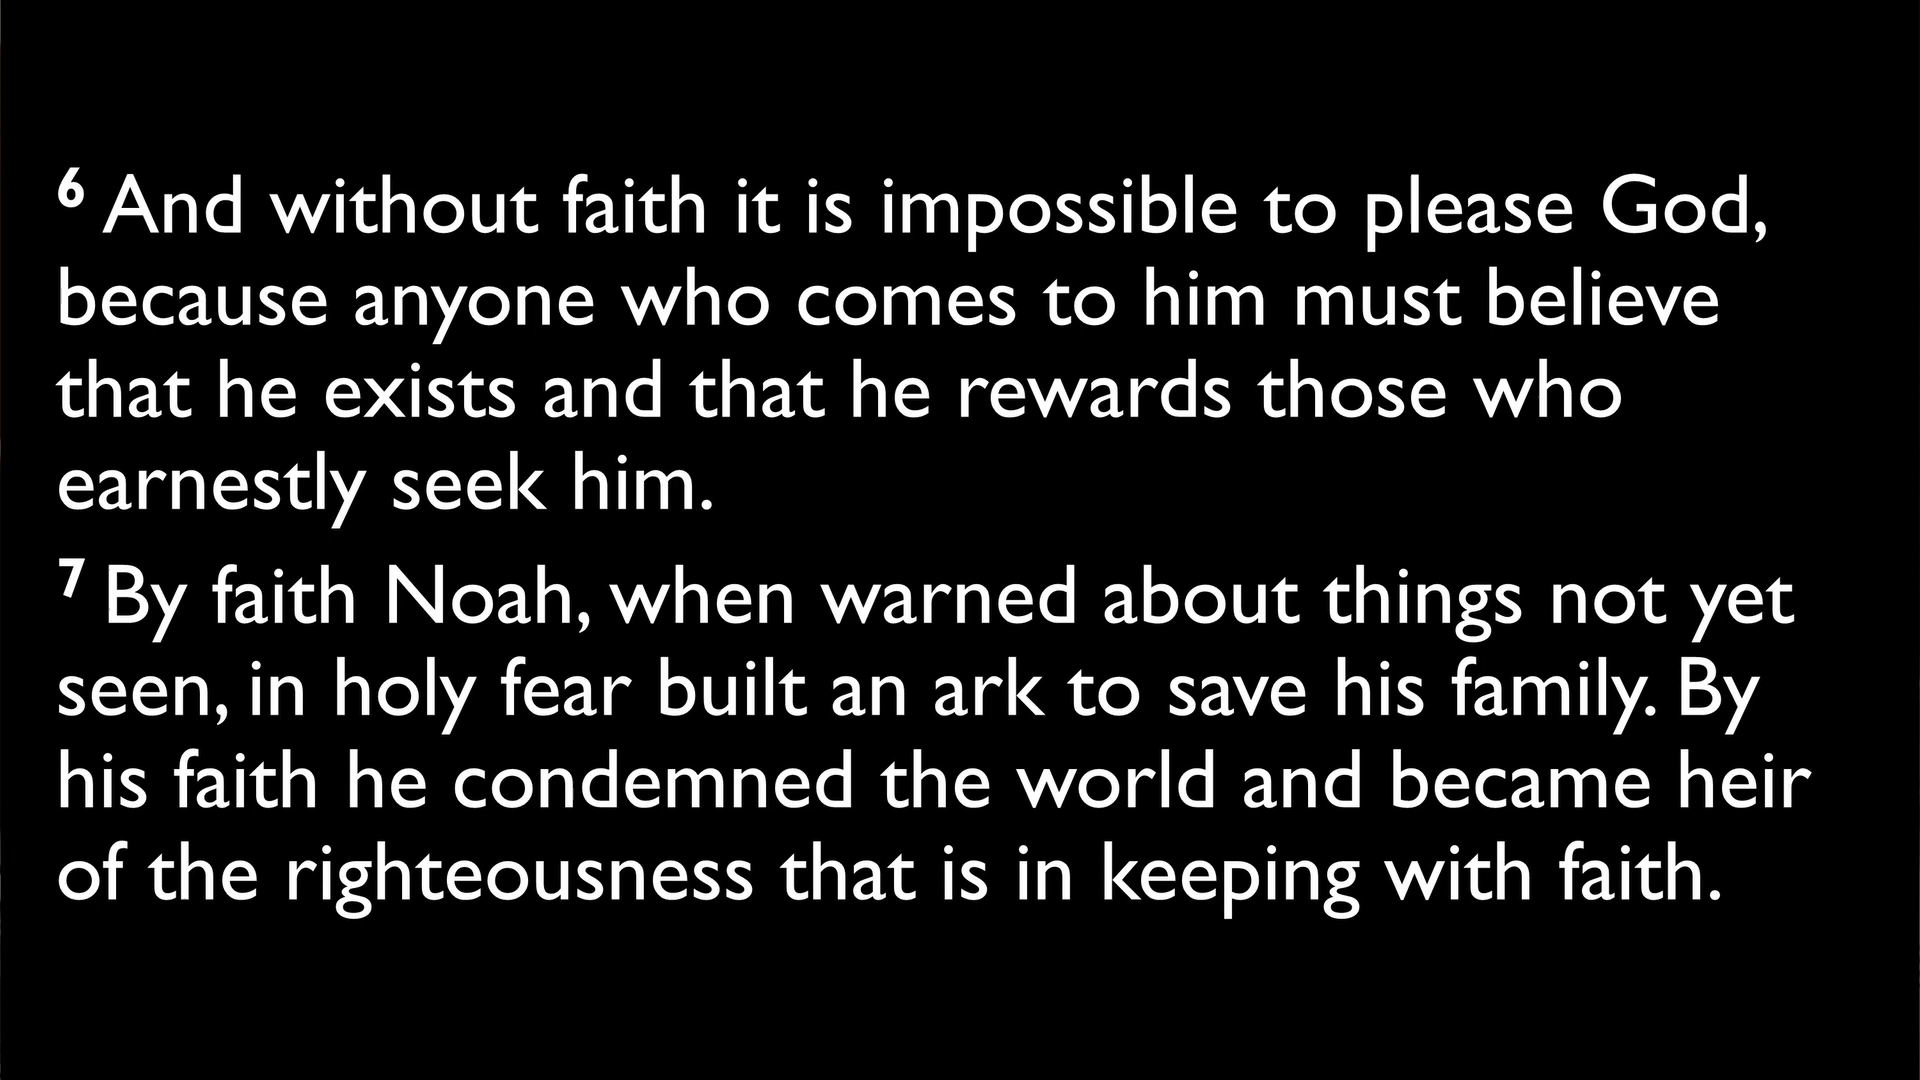 6 And without faith it is impossible to please God,
because anyone who comes to him must believe
that he exists and that he rewards those who
earnestly seek him.
7 By faith Noah, when warned about things not yet
seen, in holy fear built an ark to save his family. By
his faith he condemned the world and became heir
of the righteousness that is in keeping with faith.